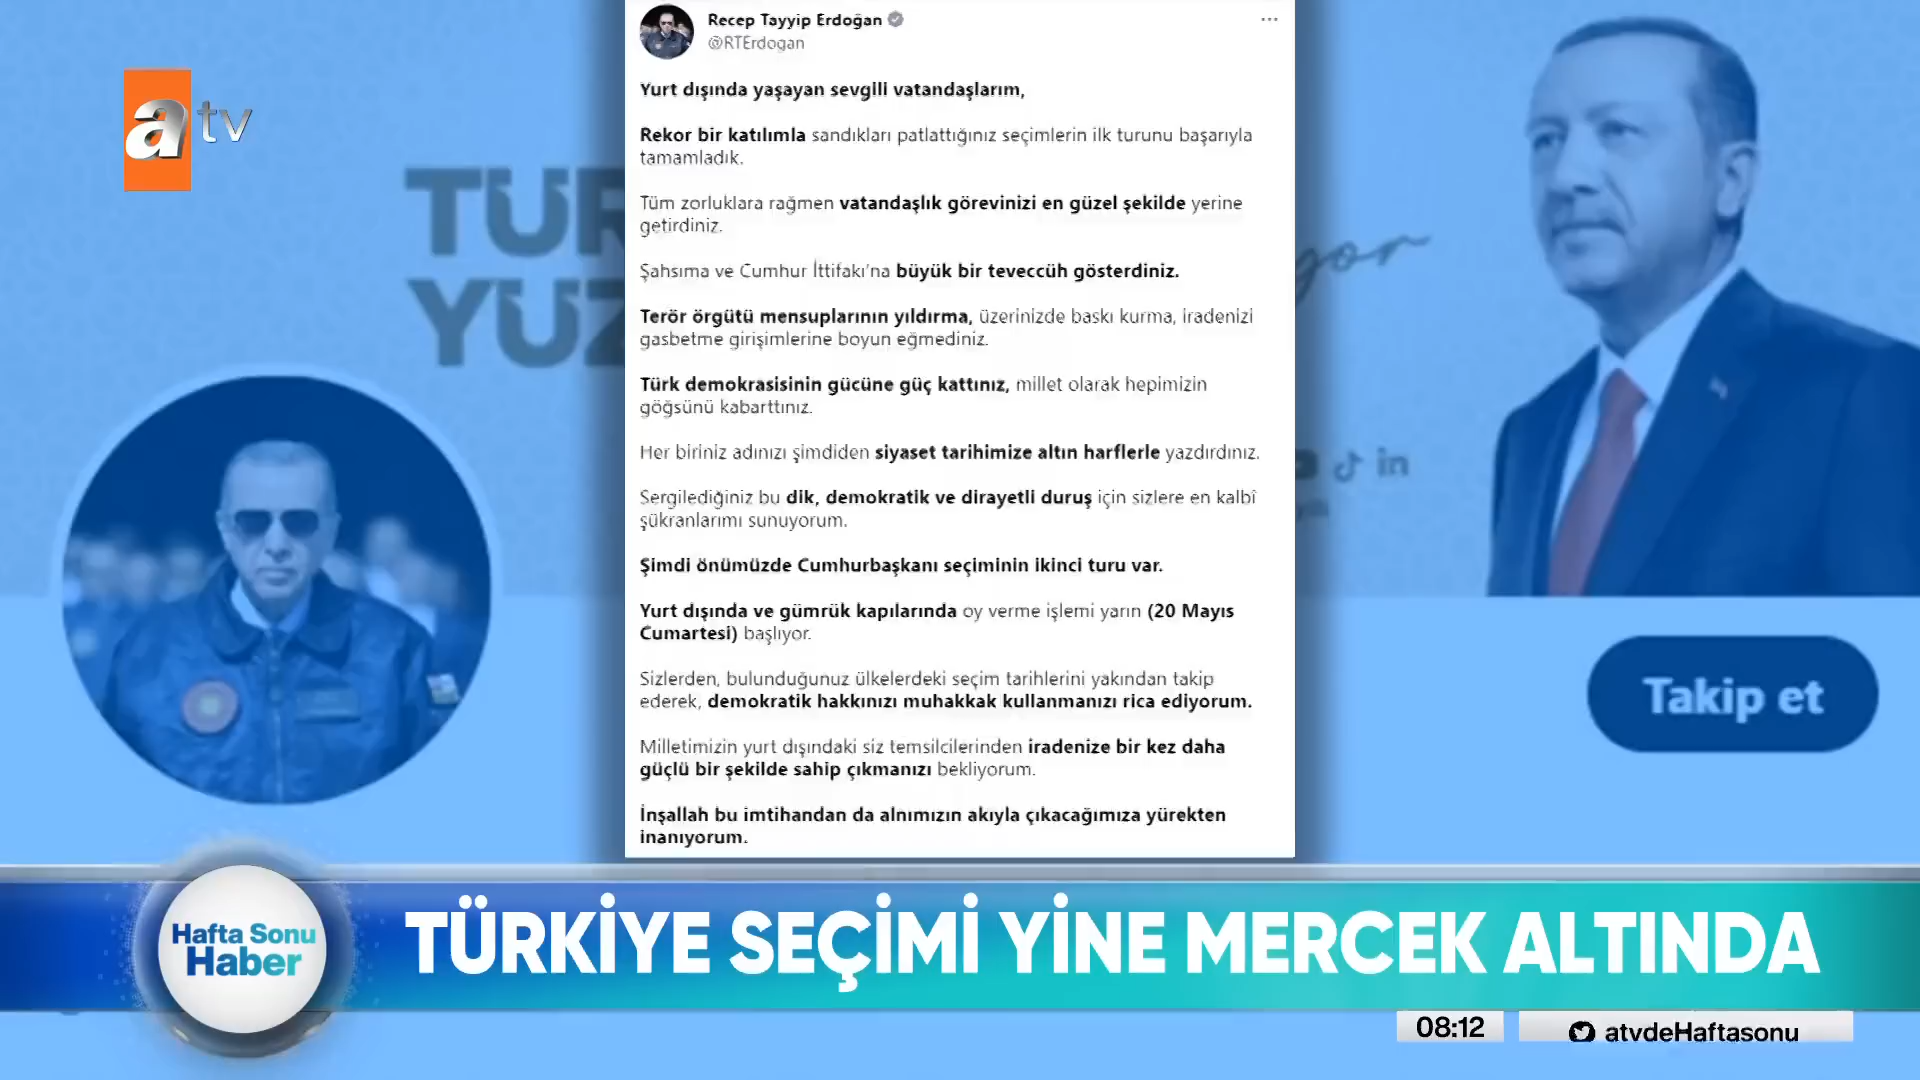 Recep Tayyip Erdoğan
@RTErdogan
Yurt dışında yaşayan sevgili vatandaşlarım,
Rekor bir katılımla sandıkları patlattığınız seçimlerin ilk turunu başarıyla
tamamladık.
Tüm zorluklara rağmen vatandaşlık görevinizi en güzel şekilde yerine
getirdiniz.
Şahsıma ve Cumhur İttifakı'na büyük bir teveccüh gösterdiniz.
Terör örgütü mensuplarının yıldırma, üzerinizde baskı kurma, iradenizi
gasbetme girişimlerine boyun eğmediniz.
Türk demokrasisinin gücüne güç kattınız, millet olarak hepimizin
göğsünü kabarttınız.
Her biriniz adınızı şimdiden siyaset tarihimize altın harflerle yazdırdınız.
Sergilediğiniz bu dik, demokratik ve dirayetli duruş için sizlere en kalbî
şükranlarımı sunuyorum.
Şimdi önümüzde Cumhurbaşkanı seçiminin ikinci turu var.
Yurt dışında ve gümrük kapılarında oy verme işlemi yarın (20 Mayıs
Cumartesi) başlıyor.
Sizlerden, bulunduğunuz ülkelerdeki seçim tarihlerini yakından takip
ederek, demokratik hakkınızı muhakkak kullanmanızı rica ediyorum.
Milletimizin yurt dışındaki siz temsilcilerinden iradenize bir kez daha
güçlü bir şekilde sahip çıkmanızı bekliyorum.
İnşallah bu imtihandan da alnımızın akıyla çıkacağımıza yürekten
inanıyorum.
atv
TÜR
YÜZ
in
Takip et
Hafta Sonu
Haber
TÜRKİYE SEÇİMİ YİNE MERCEK ALTINDA
08:12
atvdeHaftasonu